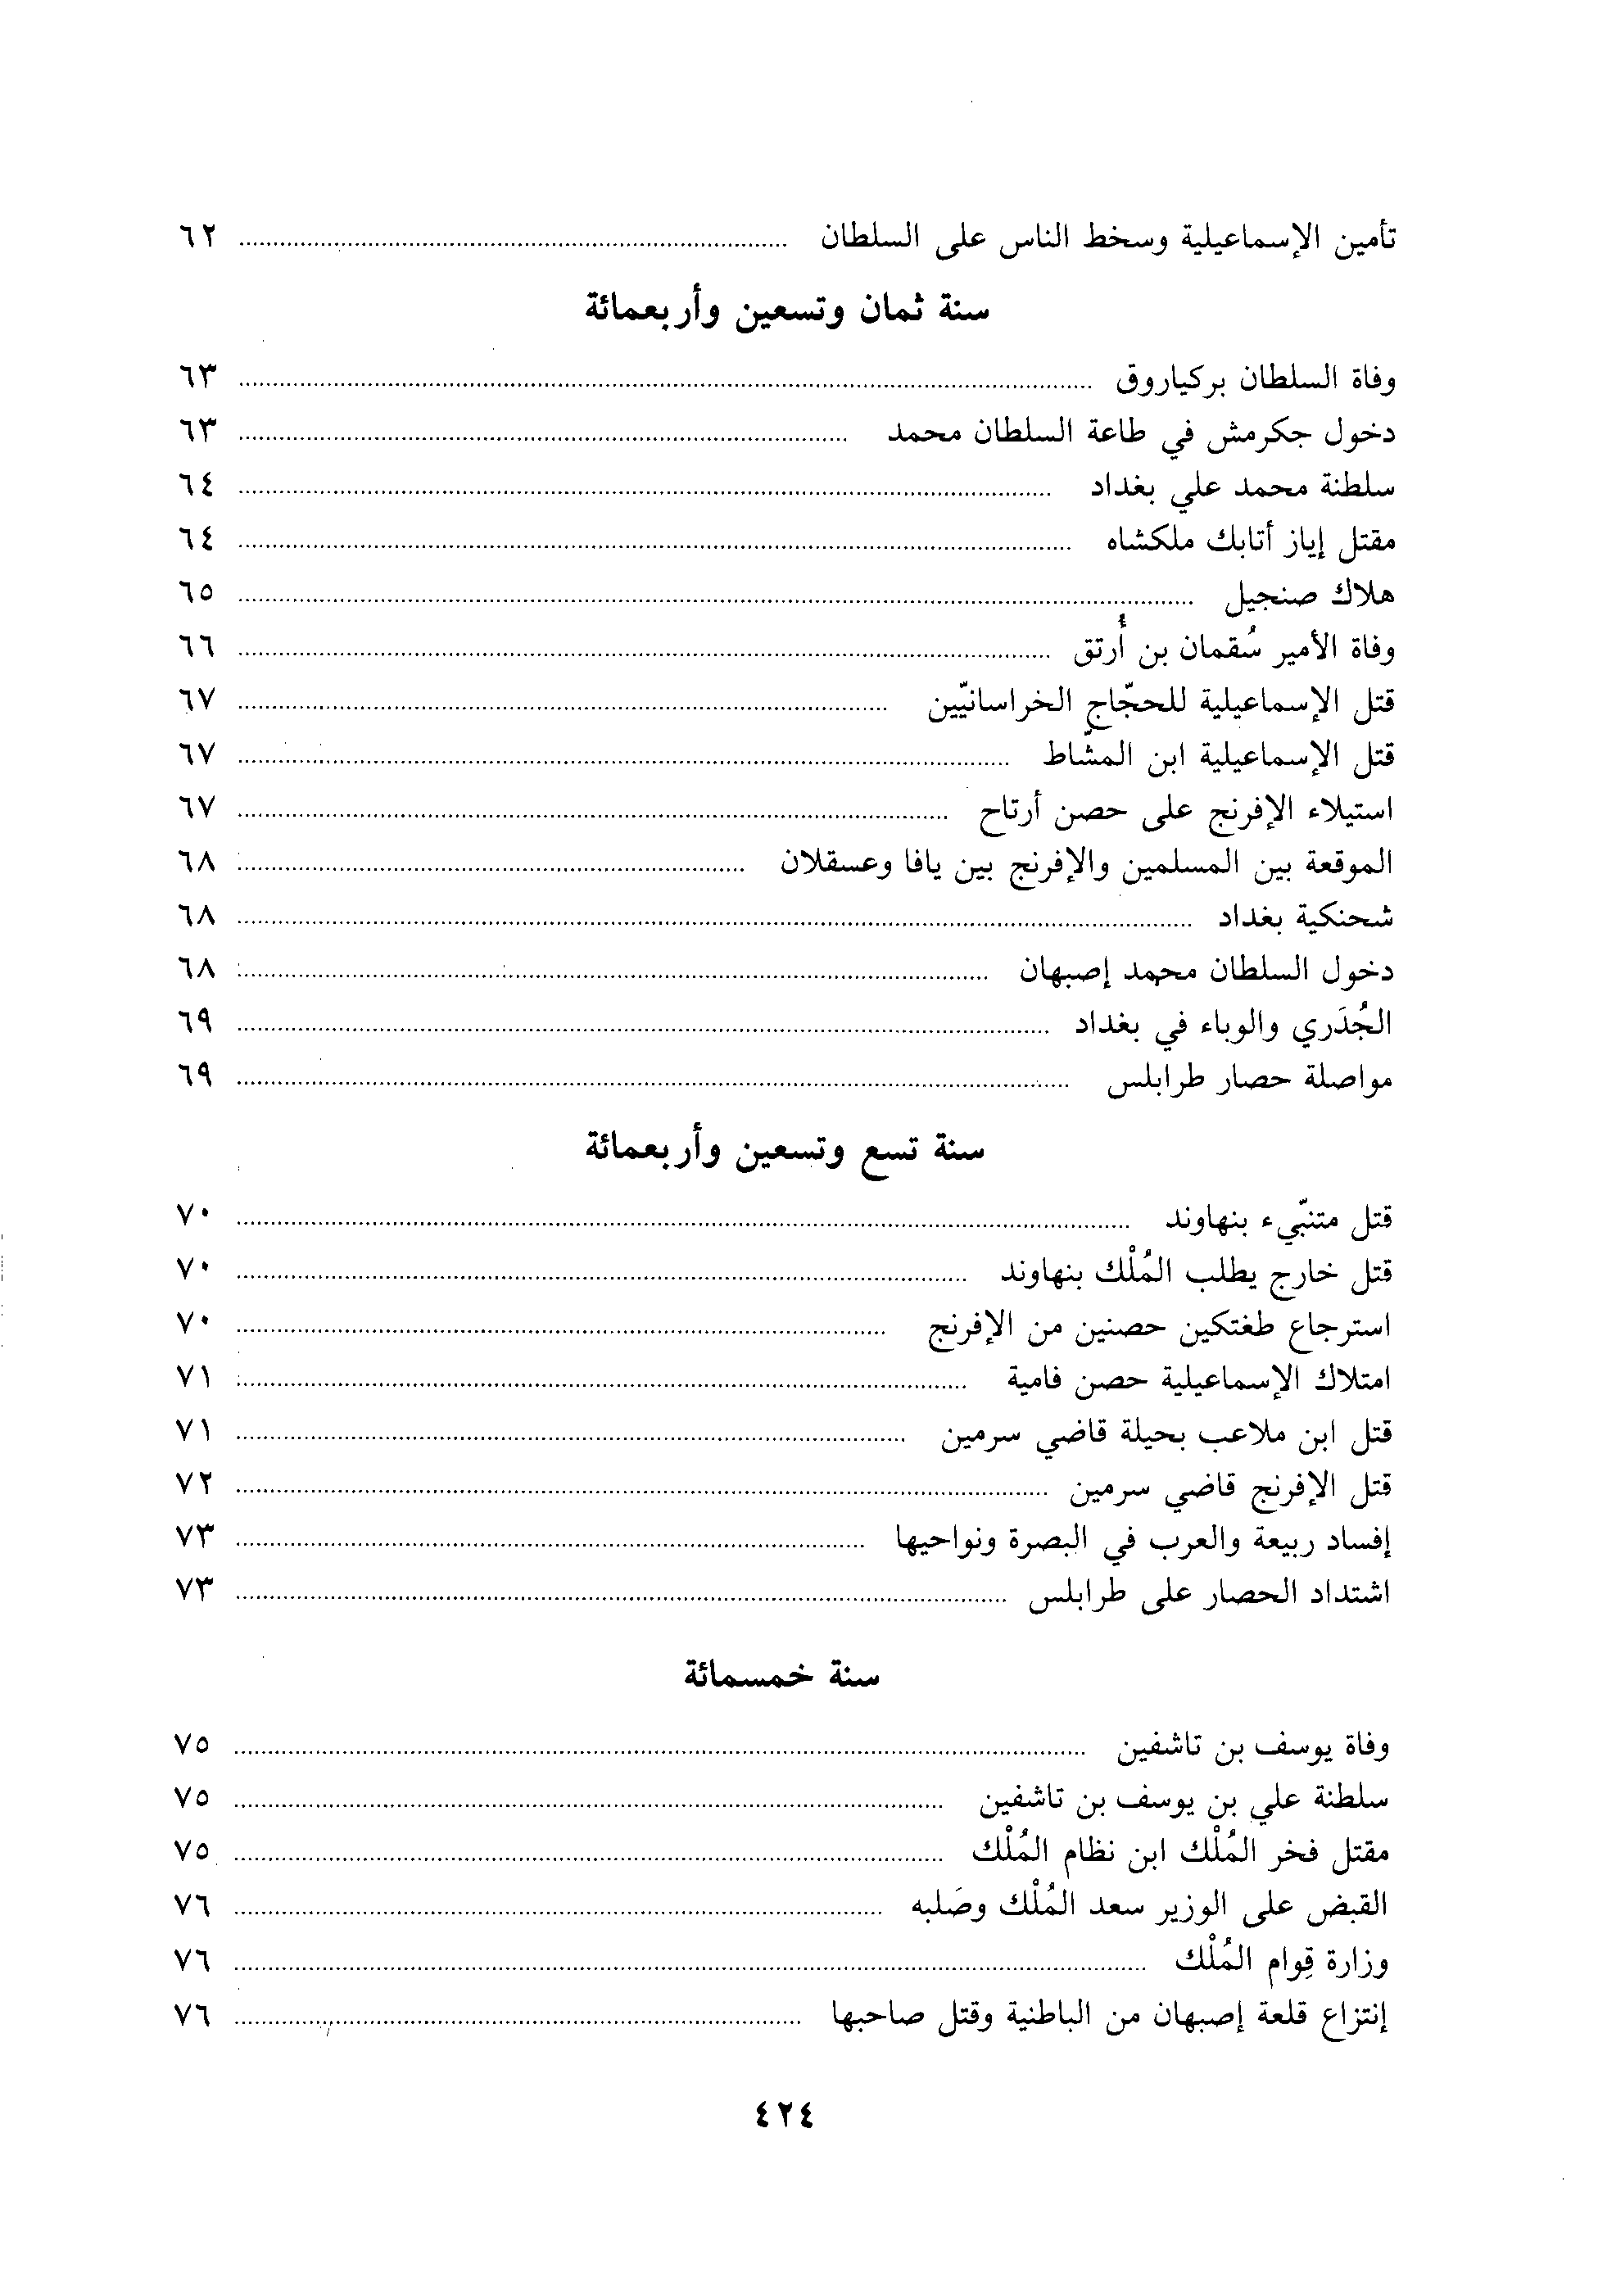 تأمين الإسماعيلية وسخط الناس على السلطان ........ ٦٢
سنة ثمان وتسعين وأربعمائة
وفاة السلطان بركياروق ........ ٦٣
دخول جكرمش في طاعة السلطان محمد ........ ٦٣
سلطنة محمد علي بغداد ........ ٦٤
مقتل إياز أتابك ملكشاه ........ ٦٤
هلاك صنجيل ........ ٦٥
وفاة الأمير سُقمان بن أُرتق ........ ٦٦
قتل الإسماعيلية للحجّاج الخراسانيّين ........ ٦٧
قتل الإسماعيلية ابن المشّاط ........ ٦٧
استيلاء الإفرنج على حصن أرتاح ........ ٦٧
الموقعة بين المسلمين والإفرنج بين يافا وعسقلان ........ ٦٨
شحنكية بغداد ........ ٦٨
دخول السلطان محمد إصبهان ........ ٦٨
الجُدَري والوباء في بغداد ........ ٦٩
مواصلة حصار طرابلس ........ ٦٩
سنة تسع وتسعين وأربعمائة
قتل متنبّيء بنهاوند ........ ٧٠
قتل خارج يطلب المُلْك بنهاوند ........ ٧٠
استرجاع طغتكين حصنين من الإفرنج ........ ٧٠
امتلاك الإسماعيلية حصن فامية ........ ٧١
قتل ابن ملاعب بحيلة قاضي سرمين ........ ٧١
قتل الإفرنج قاضي سرمين ........ ٧٢
إفساد ربيعة والعرب في البصرة ونواحيها ........ ٧٣
اشتداد الحصار على طرابلس ........ ٧٣
سنة خمسمائة
وفاة يوسف بن تاشفين ........ ٧٥
سلطنة علي بن يوسف بن تاشفين ........ ٧٥
مقتل فخر المُلْك ابن نظام المُلْك ........ ٧٥
القبض على الوزير سعد المُلْك وصَلبه ........ ٧٦
وزارة قِوام المُلْك ........ ٧٦
إنتزاع قلعة إصبهان من الباطنية وقتل صاحبها ........ ٧٦
٤٢٤